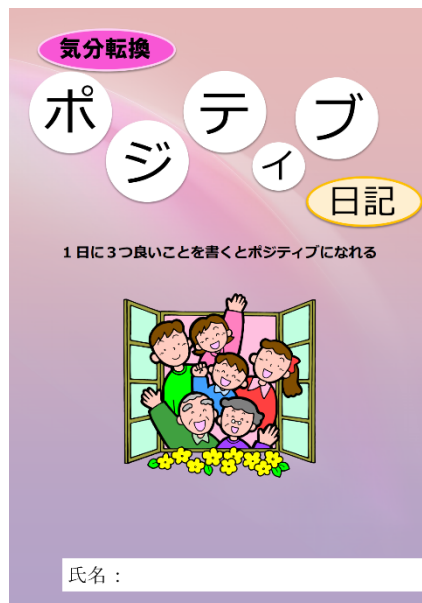 気分転換
ポジティブ
日記
１日に３つ良いことを書くとポジティブになれる
氏名：